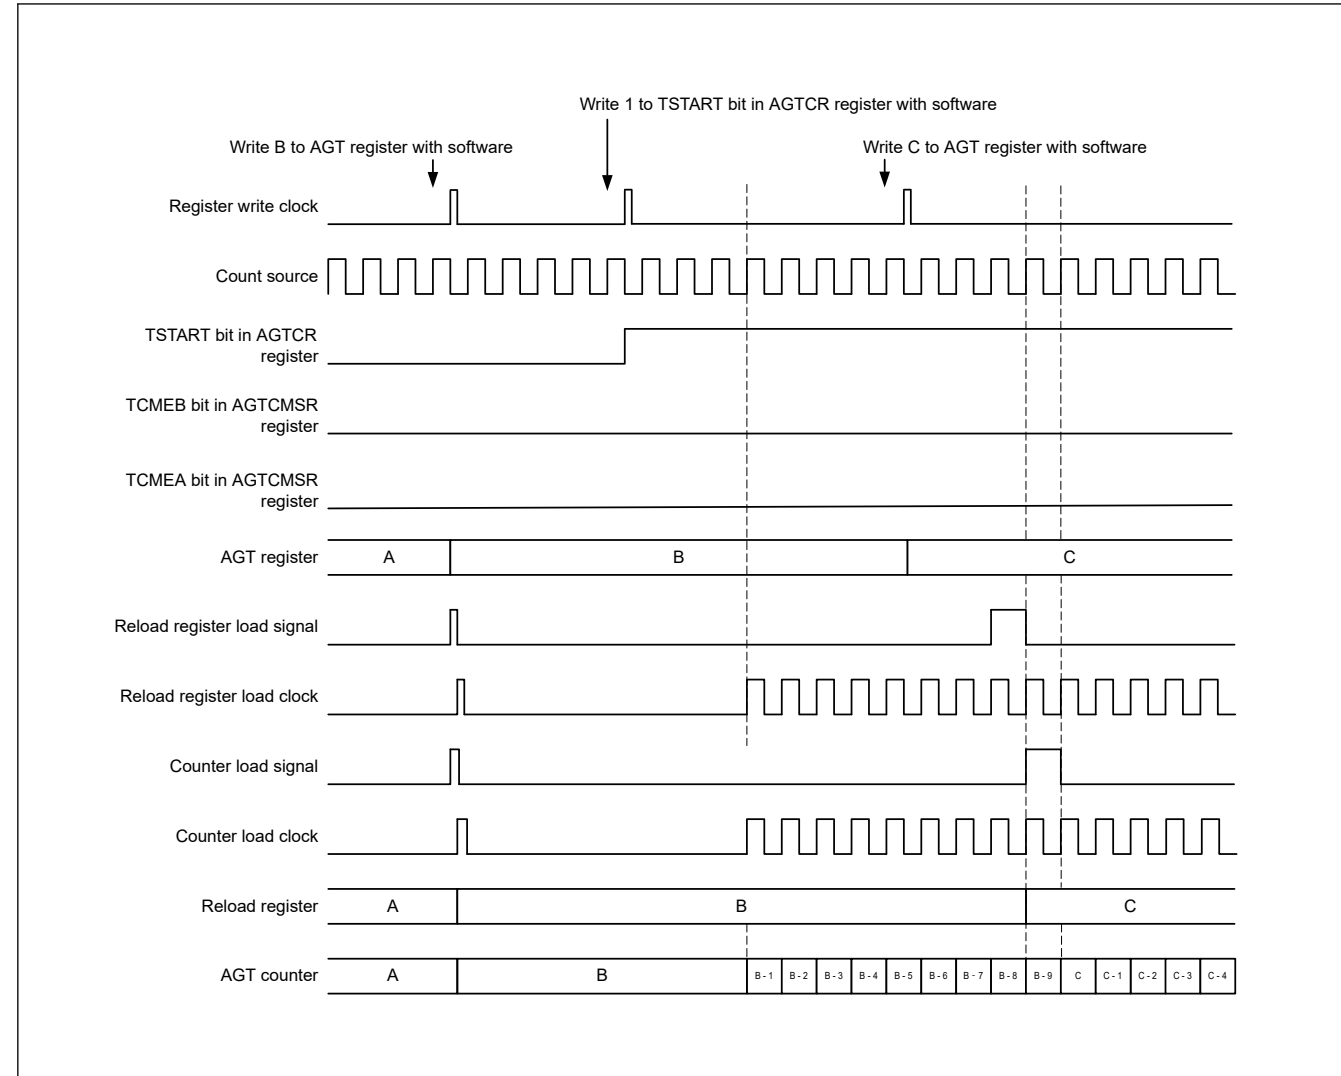 Write 1 to TSTART bit in AGTCR register with software
Write B to AGT register with software
Write C to AGT register with software
Register write clock
Count source
TSTART bit in AGTCR
register
TCMEB bit in AGTCMSR
register
TCMEA bit in AGTCMSR
register
AGT register
A
B
C
Reload register load signal
Reload register load clock
Counter load signal
Counter load clock
Reload register
A
B
C
AGT counter
A
B
B - 1
B - 2
B - 3
B - 4
B - 5
B - 6
B - 7
B - 8
B - 9
C
C - 1
C - 2
C - 3
C - 4